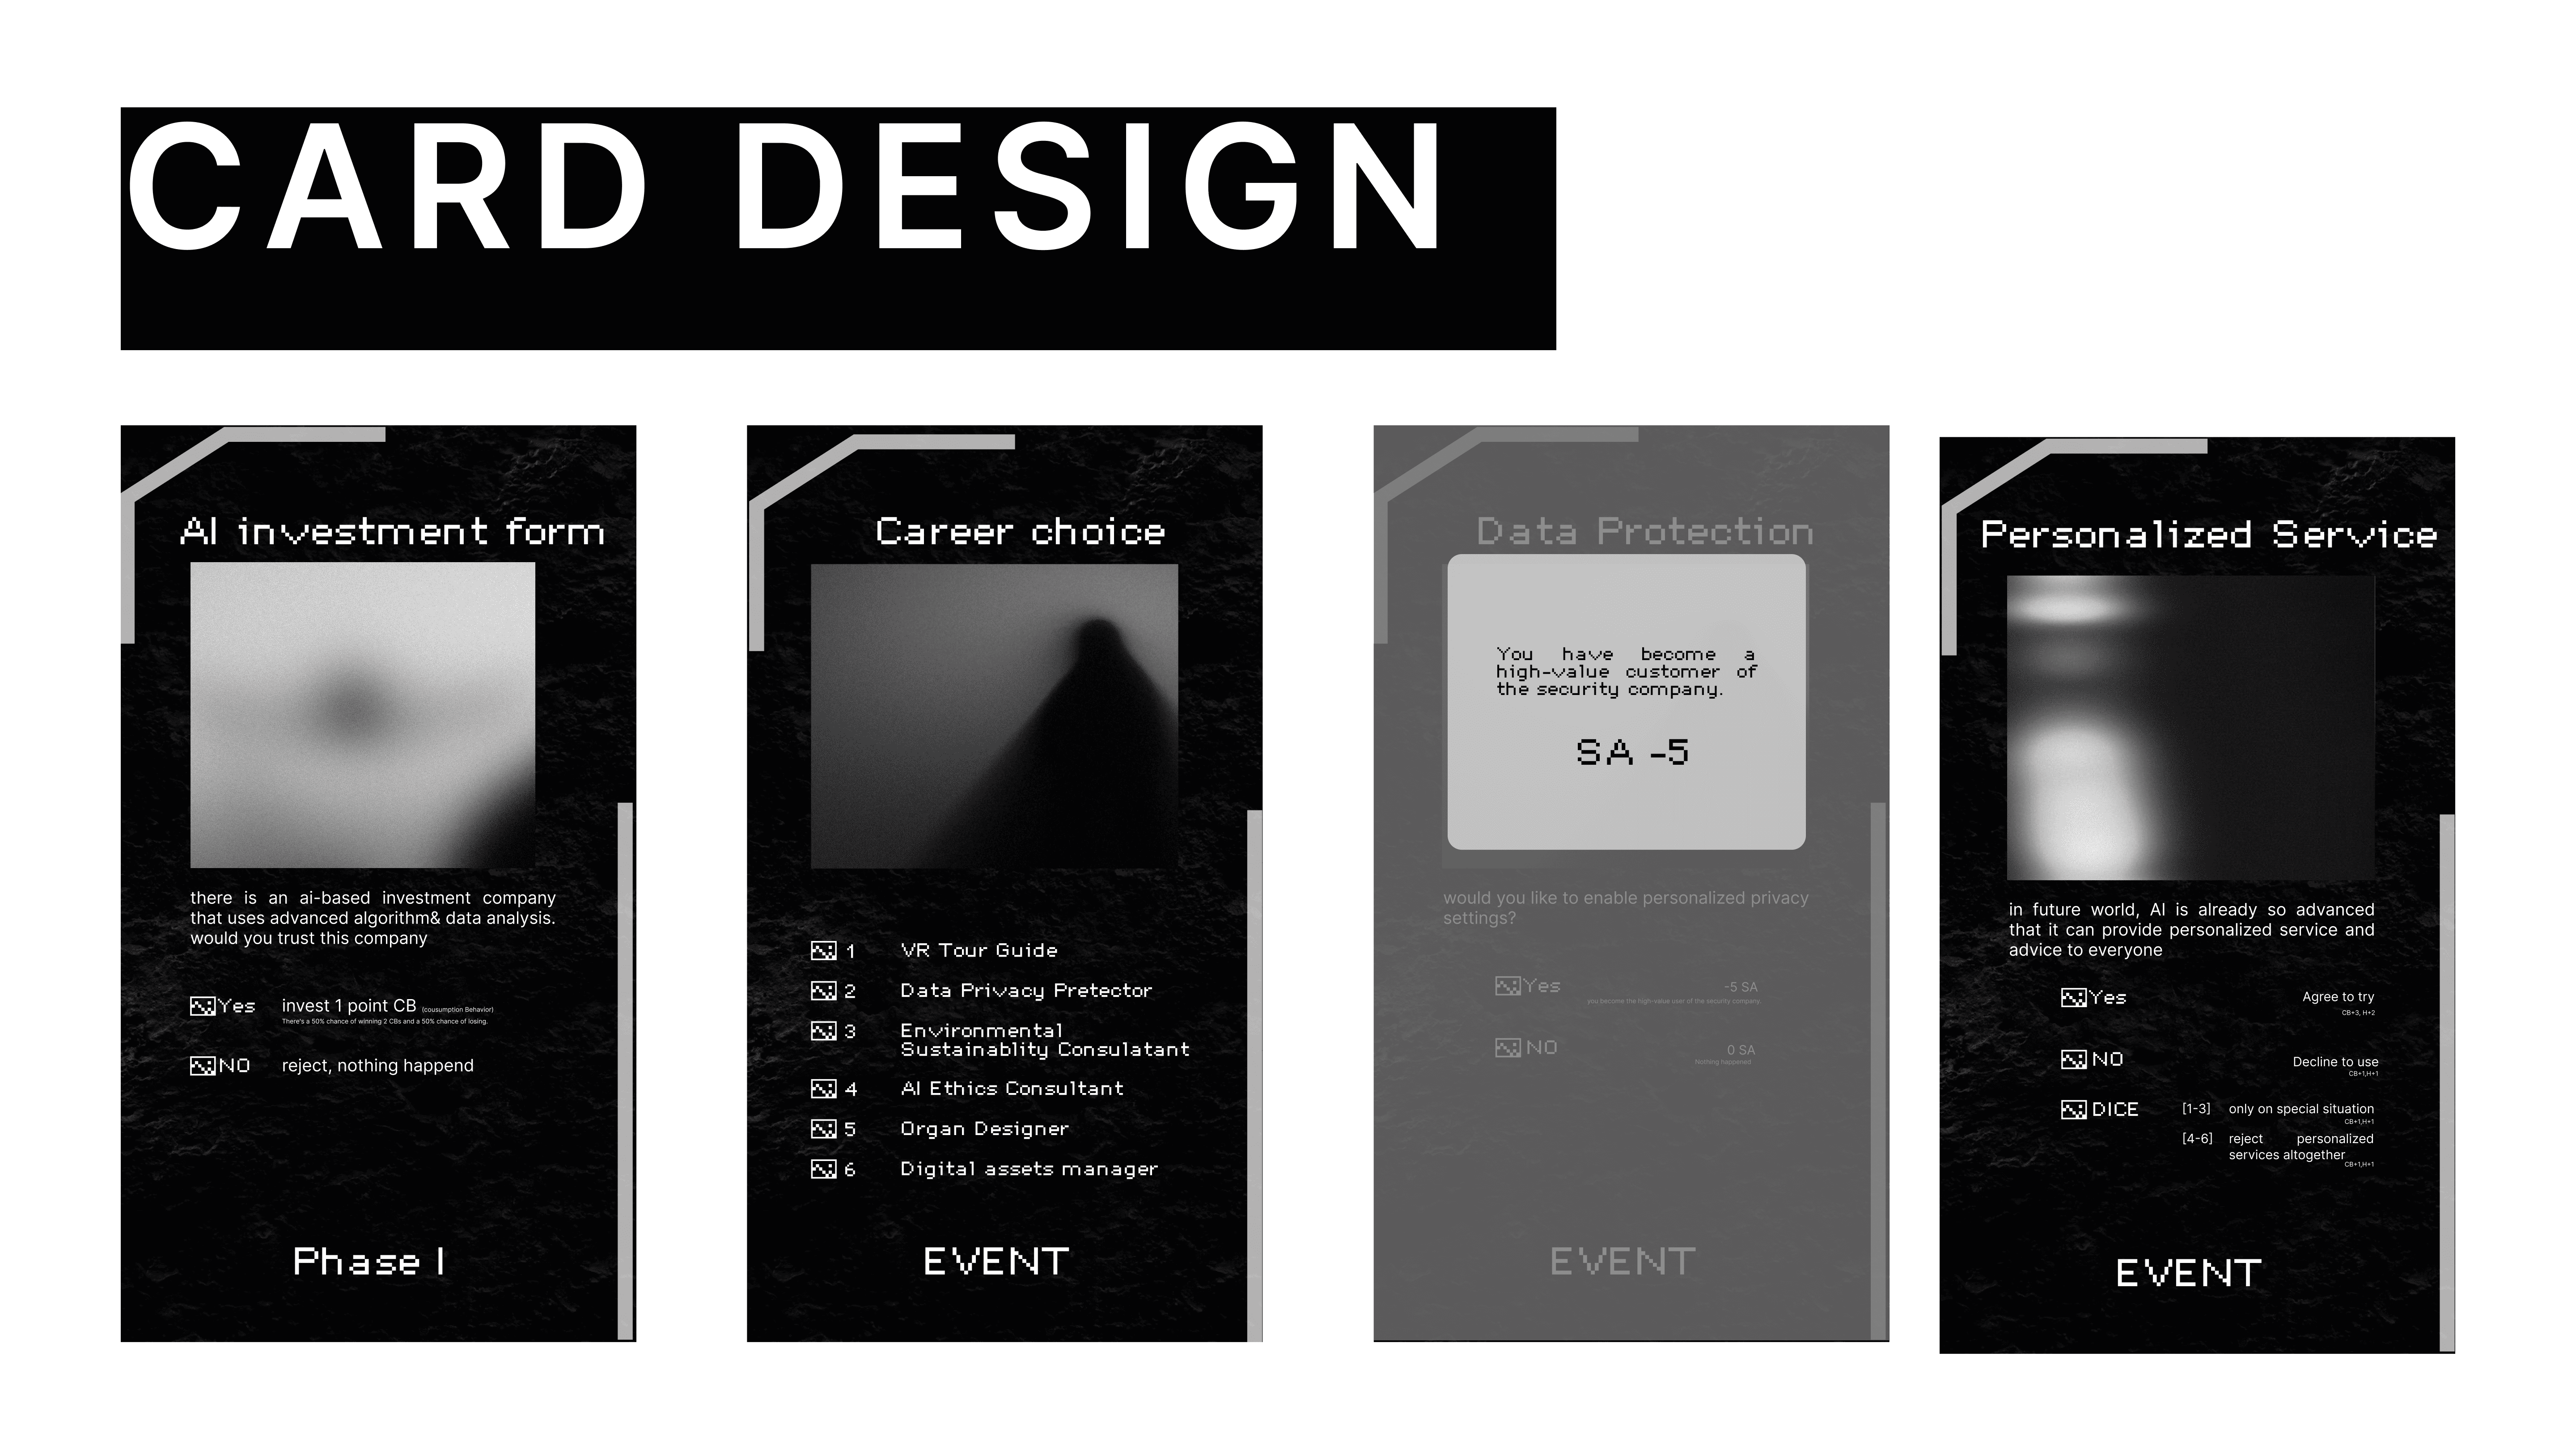 CARD DESIGN
AI investment form
there is an ai-based investment company
that uses advanced algorithm& data analysis.
would you trust this company
Yes invest 1 point CB (cousumption Behavior)
There's a 50% chance of winning 2 CBs and a 50% chance of losing.
NO reject, nothing happend
Phase I
Career choice
1 VR Tour Guide
2 Data Privacy Pretector
3 Environmental
Sustainablity Consulatant
4 AI Ethics Consultant
5 Organ Designer
6 Digital assets manager
EVENT
Data Protection
You have become a
high-value customer of
the security company.
SA -5
would you like to enable personalized privacy
settings?
Yes -5 SA
you become the high-value user of the security company.
NO 0 SA
Nothing happened
EVENT
Personalized Service
in future world, AI is already so advanced
that it can provide personalized service and
advice to everyone
Yes Agree to try
CB+3, H+2
NO Decline to use
CB+1,H+1
DICE [1-3] only on special situation
CB+1,H+1
[4-6] reject personalized
services altogether
CB+1,H+1
EVENT